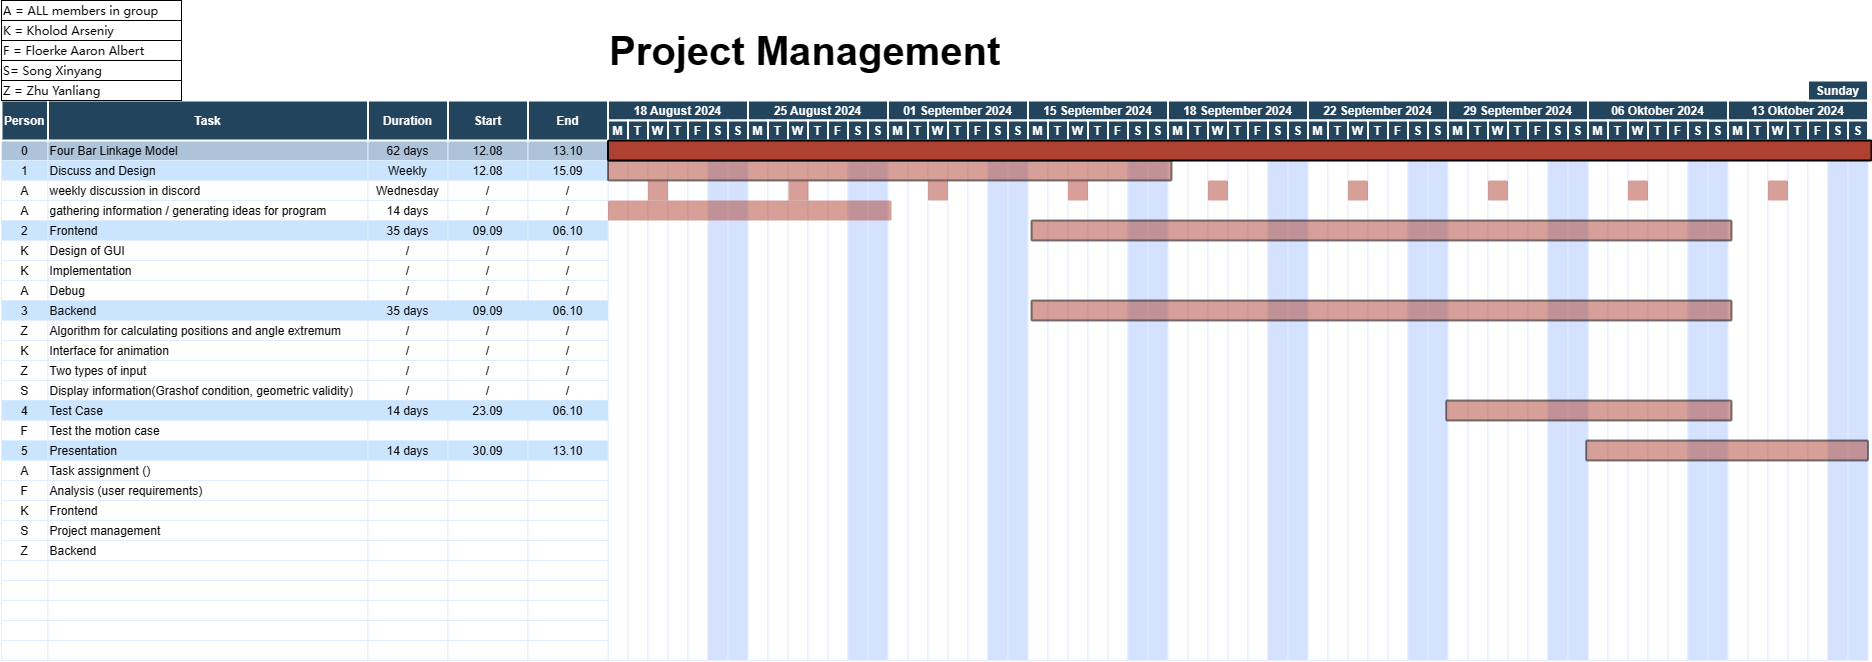 A = ALL members in group
K = Kholod Arseniy
F = Floerke Aaron Albert
S= Song Xinyang
Z = Zhu Yanliang
Project Management
Sunday
Person Task Duration Start End 18 August 2024 25 August 2024 01 September 2024 15 September 2024 18 September 2024 22 September 2024 29 September 2024 06 Oktober 2024 13 Oktober 2024
M T W T F S S M T W T F S S M T W T F S S M T W T F S S M T W T F S S M T W T F S S M T W T F S S M T W T F S S M T W T F S S
0 Four Bar Linkage Model 62 days 12.08 13.10
1 Discuss and Design Weekly 12.08 15.09
A weekly discussion in discord Wednesday / /
A gathering information / generating ideas for program 14 days / /
2 Frontend 35 days 09.09 06.10
K Design of GUI / / /
K Implementation / / /
A Debug / / /
3 Backend 35 days 09.09 06.10
Z Algorithm for calculating positions and angle extremum / / /
K Interface for animation / / /
Z Two types of input / / /
S Display information(Grashof condition, geometric validity) / / /
4 Test Case 14 days 23.09 06.10
F Test the motion case
5 Presentation 14 days 30.09 13.10
A Task assignment ()
F Analysis (user requirements)
K Frontend
S Project management
Z Backend